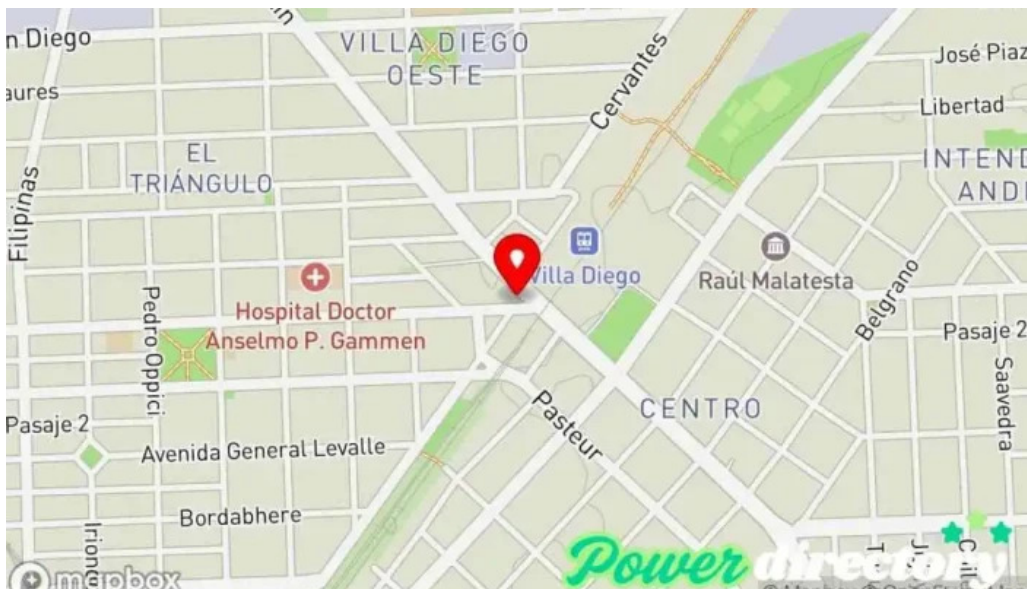 n Diego
VILLA DIEGO
OESTE
Cervantes
José Piaz
aures
Libertad
EL
TRIÁNGULO
INTEND
ANDI
Filipinas
Villa Diego
Raúl Malatesta
Belgrano
Hospital Doctor
Anselmo P. Gammen
Pedro Oppici
Pasaje 2
Saavedra
Pasteur
CENTRO
Pasaje 2
Avenida General Levalle
Bordabhere
Power directory
mapbox